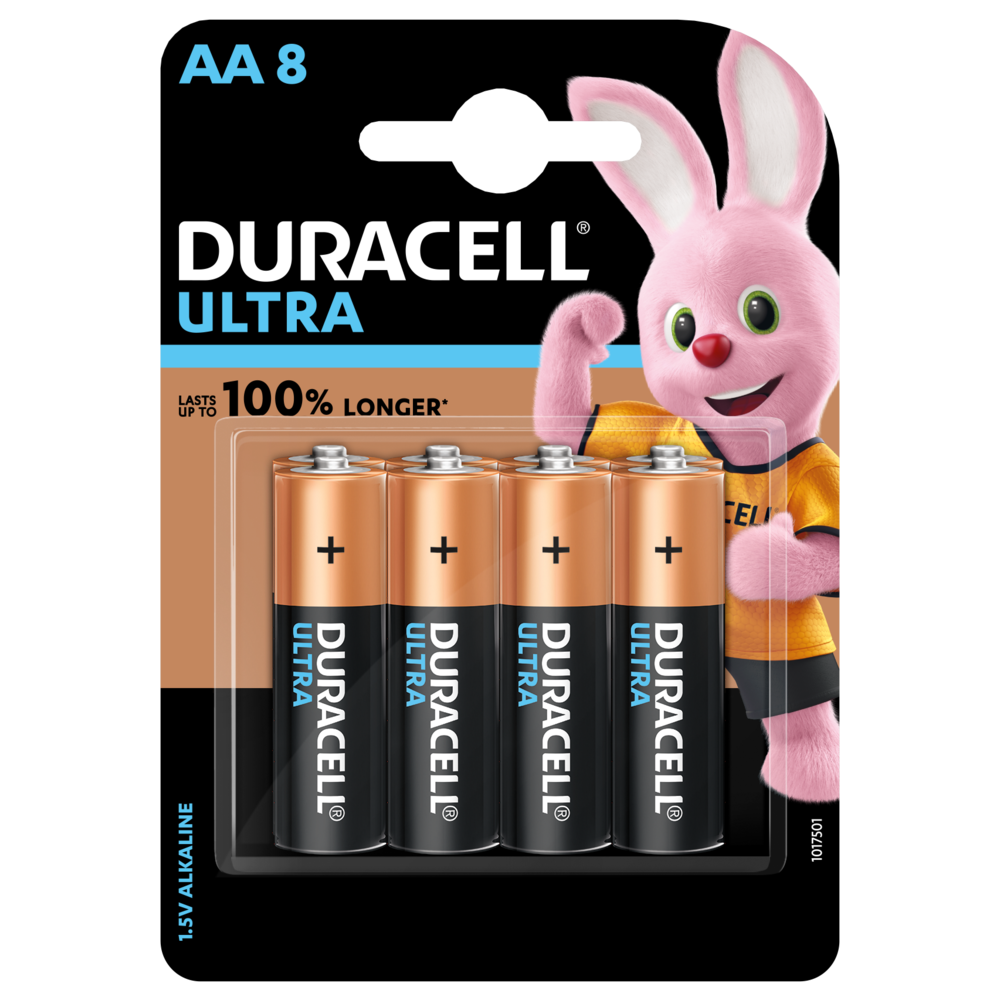 AA 8
DURACELL®
ULTRA
LASTS
UP TO 100% LONGER*
CELL
+ + + +
DURACELL®
ULTRA
DURACELL®
ULTRA
DURACELL®
ULTRA
DURACELL®
ULTRA
1.5V ALKALINE
1017501